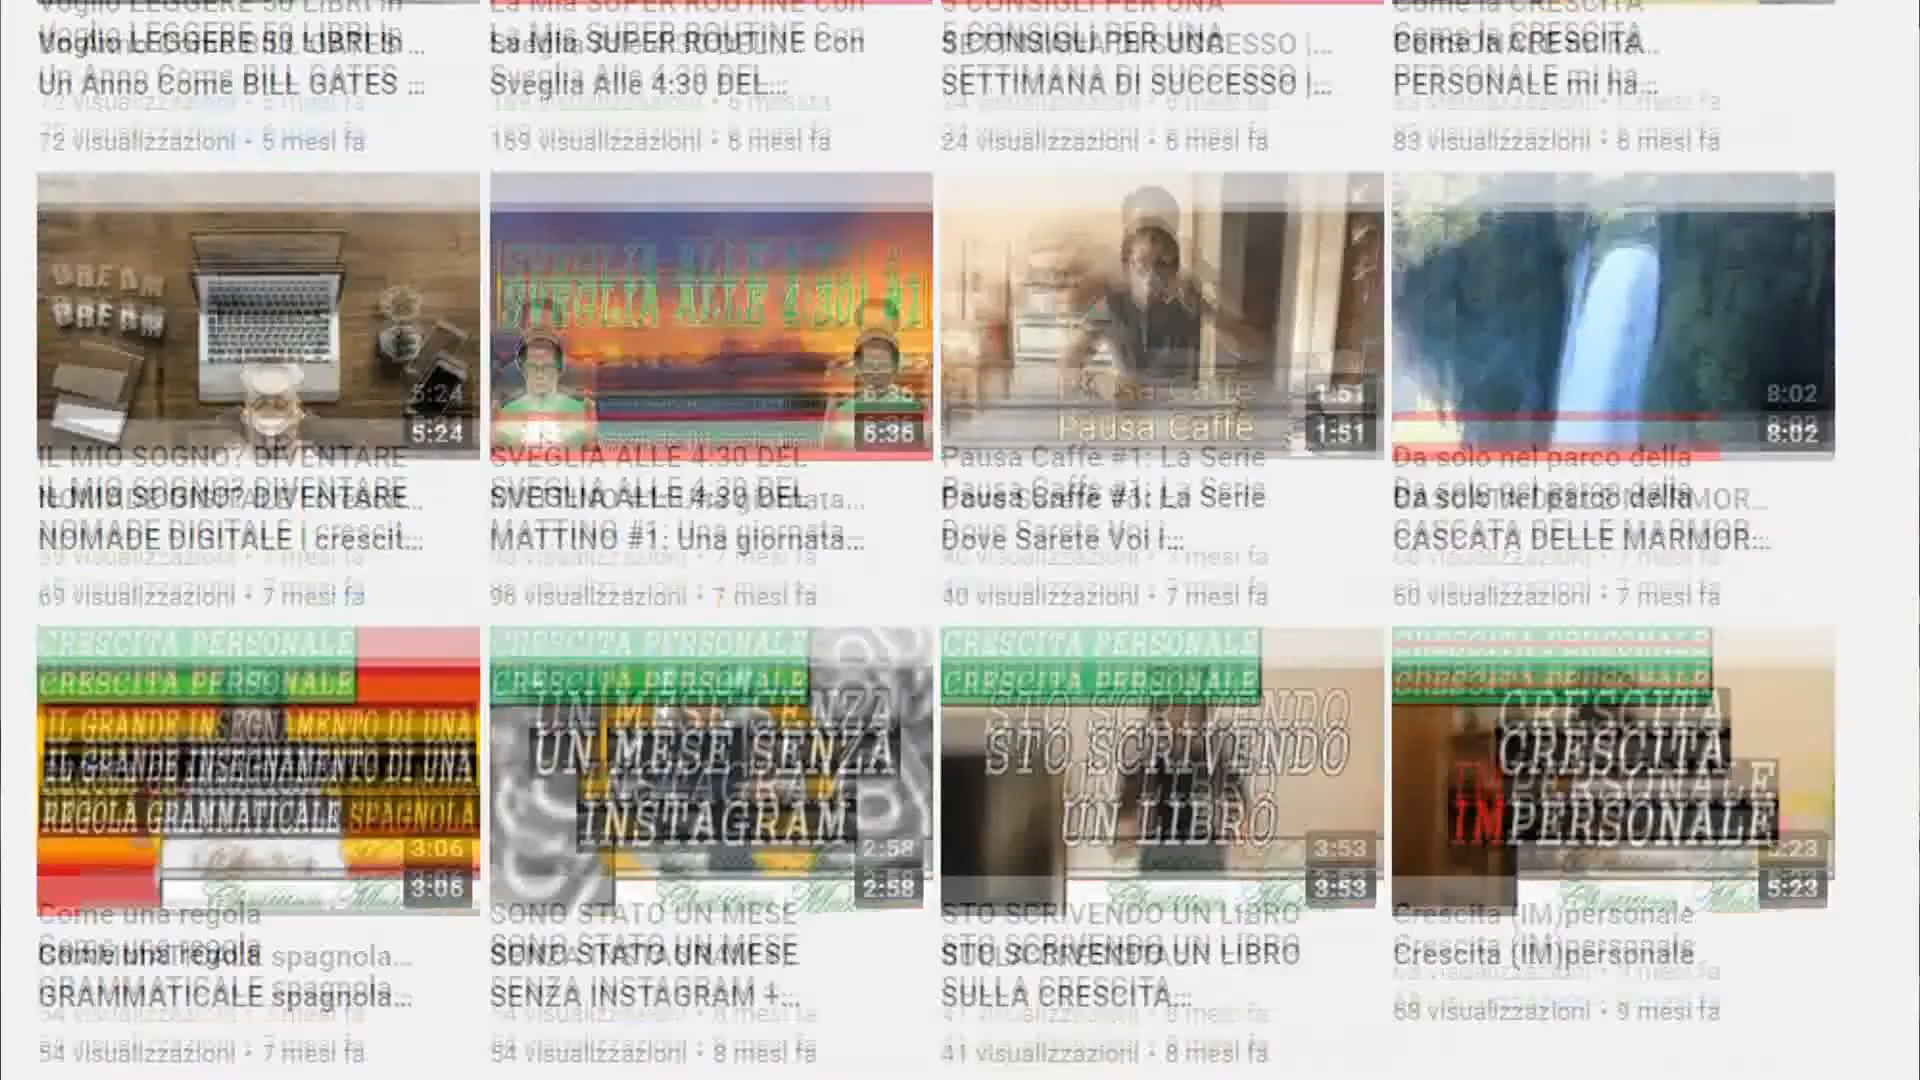 Voglio LEGGERE 50 LIBRI in
Un Anno Come BILL GATES ...
72 visualizzazioni • 5 mesi fa
La Mia SUPER ROUTINE Con
Sveglia Alle 4:30 DEL...
169 visualizzazioni • 6 mesi fa
5 CONSIGLI PER UNA
SETTIMANA DI SUCCESSO |...
24 visualizzazioni • 6 mesi fa
Come la CRESCITA
PERSONALE mi ha...
83 visualizzazioni • 6 mesi fa
DREAM
5:24
IL MIO SOGNO? DIVENTARE
NOMADE DIGITALE | crescit...
69 visualizzazioni • 7 mesi fa
SVEGLIA ALLE 4:30! #1
6:36
SVEGLIA ALLE 4:30 DEL
MATTINO #1: Una giornata...
96 visualizzazioni • 7 mesi fa
Pausa Caffè
1:51
Pausa Caffè #1: La Serie
Dove Sarete Voi i...
40 visualizzazioni • 7 mesi fa
8:02
Da solo nel parco della
CASCATA DELLE MARMOR...
60 visualizzazioni • 7 mesi fa
CRESCITA PERSONALE
IL GRANDE INSEGNAMENTO DI UNA
REGOLA GRAMMATICALE SPAGNOLA
3:06
Come una regola
GRAMMATICALE spagnola...
54 visualizzazioni • 7 mesi fa
CRESCITA PERSONALE
UN MESE SENZA
INSTAGRAM
2:58
SONO STATO UN MESE
SENZA INSTAGRAM +...
54 visualizzazioni • 8 mesi fa
CRESCITA PERSONALE
STO SCRIVENDO
UN LIBRO
3:53
STO SCRIVENDO UN LIBRO
SULLA CRESCITA...
41 visualizzazioni • 8 mesi fa
CRESCITA PERSONALE
CRESCITA
IMPERSONALE
5:23
Crescita (IM)personale
68 visualizzazioni • 9 mesi fa